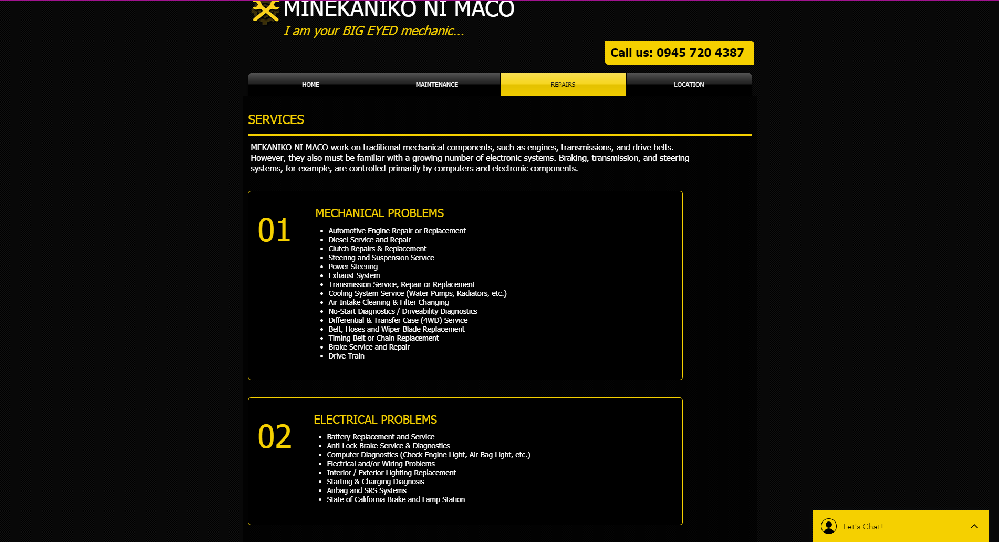 MINEKANIKO NI MACO
I am your BIG EYED mechanic...
Call us: 0945 720 4387
HOME MAINTENANCE REPAIRS LOCATION
SERVICES
MEKANIKO NI MACO work on traditional mechanical components, such as engines, transmissions, and drive belts.
However, they also must be familiar with a growing number of electronic systems. Braking, transmission, and steering
systems, for example, are controlled primarily by computers and electronic components.
01
MECHANICAL PROBLEMS
• Automotive Engine Repair or Replacement
• Diesel Service and Repair
• Clutch Repairs & Replacement
• Steering and Suspension Service
• Power Steering
• Exhaust System
• Transmission Service, Repair or Replacement
• Cooling System Service (Water Pumps, Radiators, etc.)
• Air Intake Cleaning & Filter Changing
• No-Start Diagnostics / Driveability Diagnostics
• Differential & Transfer Case (4WD) Service
• Belt, Hoses and Wiper Blade Replacement
• Timing Belt or Chain Replacement
• Brake Service and Repair
• Drive Train
02
ELECTRICAL PROBLEMS
• Battery Replacement and Service
• Anti-Lock Brake Service & Diagnostics
• Computer Diagnostics (Check Engine Light, Air Bag Light, etc.)
• Electrical and/or Wiring Problems
• Interior / Exterior Lighting Replacement
• Starting & Charging Diagnosis
• Airbag and SRS Systems
• State of California Brake and Lamp Station
Let's Chat!